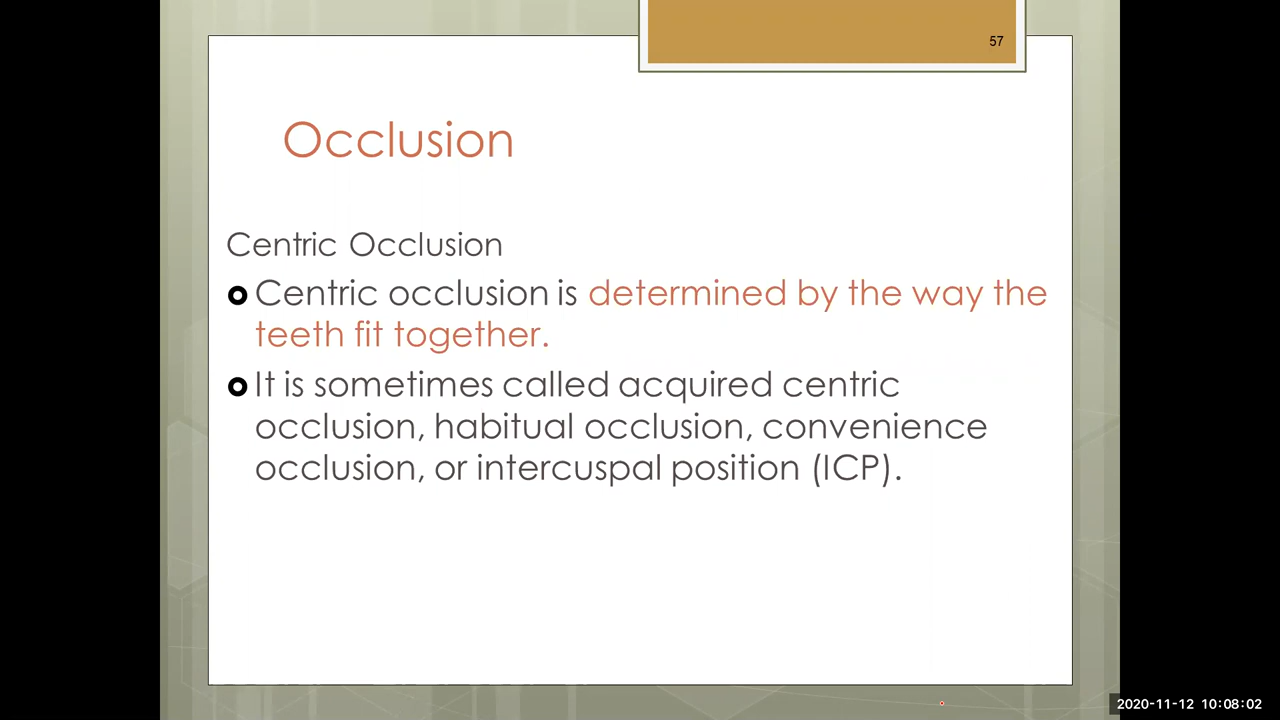 57
Occlusion
Centric Occlusion
Centric occlusion is determined by the way the
teeth fit together.
It is sometimes called acquired centric
occlusion, habitual occlusion, convenience
occlusion, or intercuspal position (ICP).
2020-11-12 10:08:02